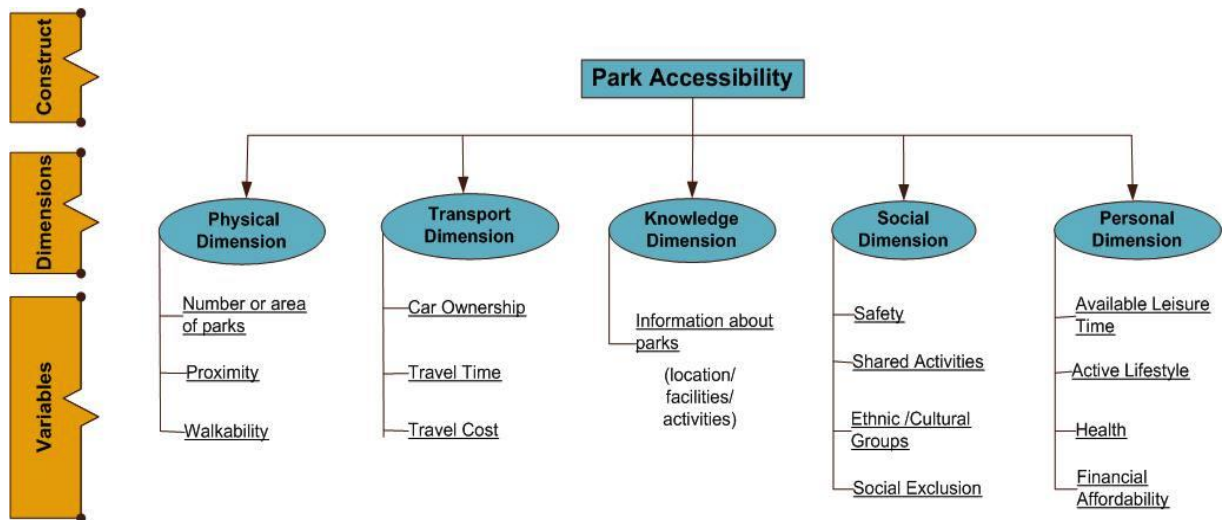 Construct
Park Accessibility
Dimensions
Physical
Dimension
Transport
Dimension
Knowledge
Dimension
Social
Dimension
Personal
Dimension
Variables
Number or area
of parks
Proximity
Walkability
Car Ownership
Travel Time
Travel Cost
Information about
parks
(location/
facilities/
activities)
Safety
Shared Activities
Ethnic /Cultural
Groups
Social Exclusion
Available Leisure
Time
Active Lifestyle
Health
Financial
Affordability